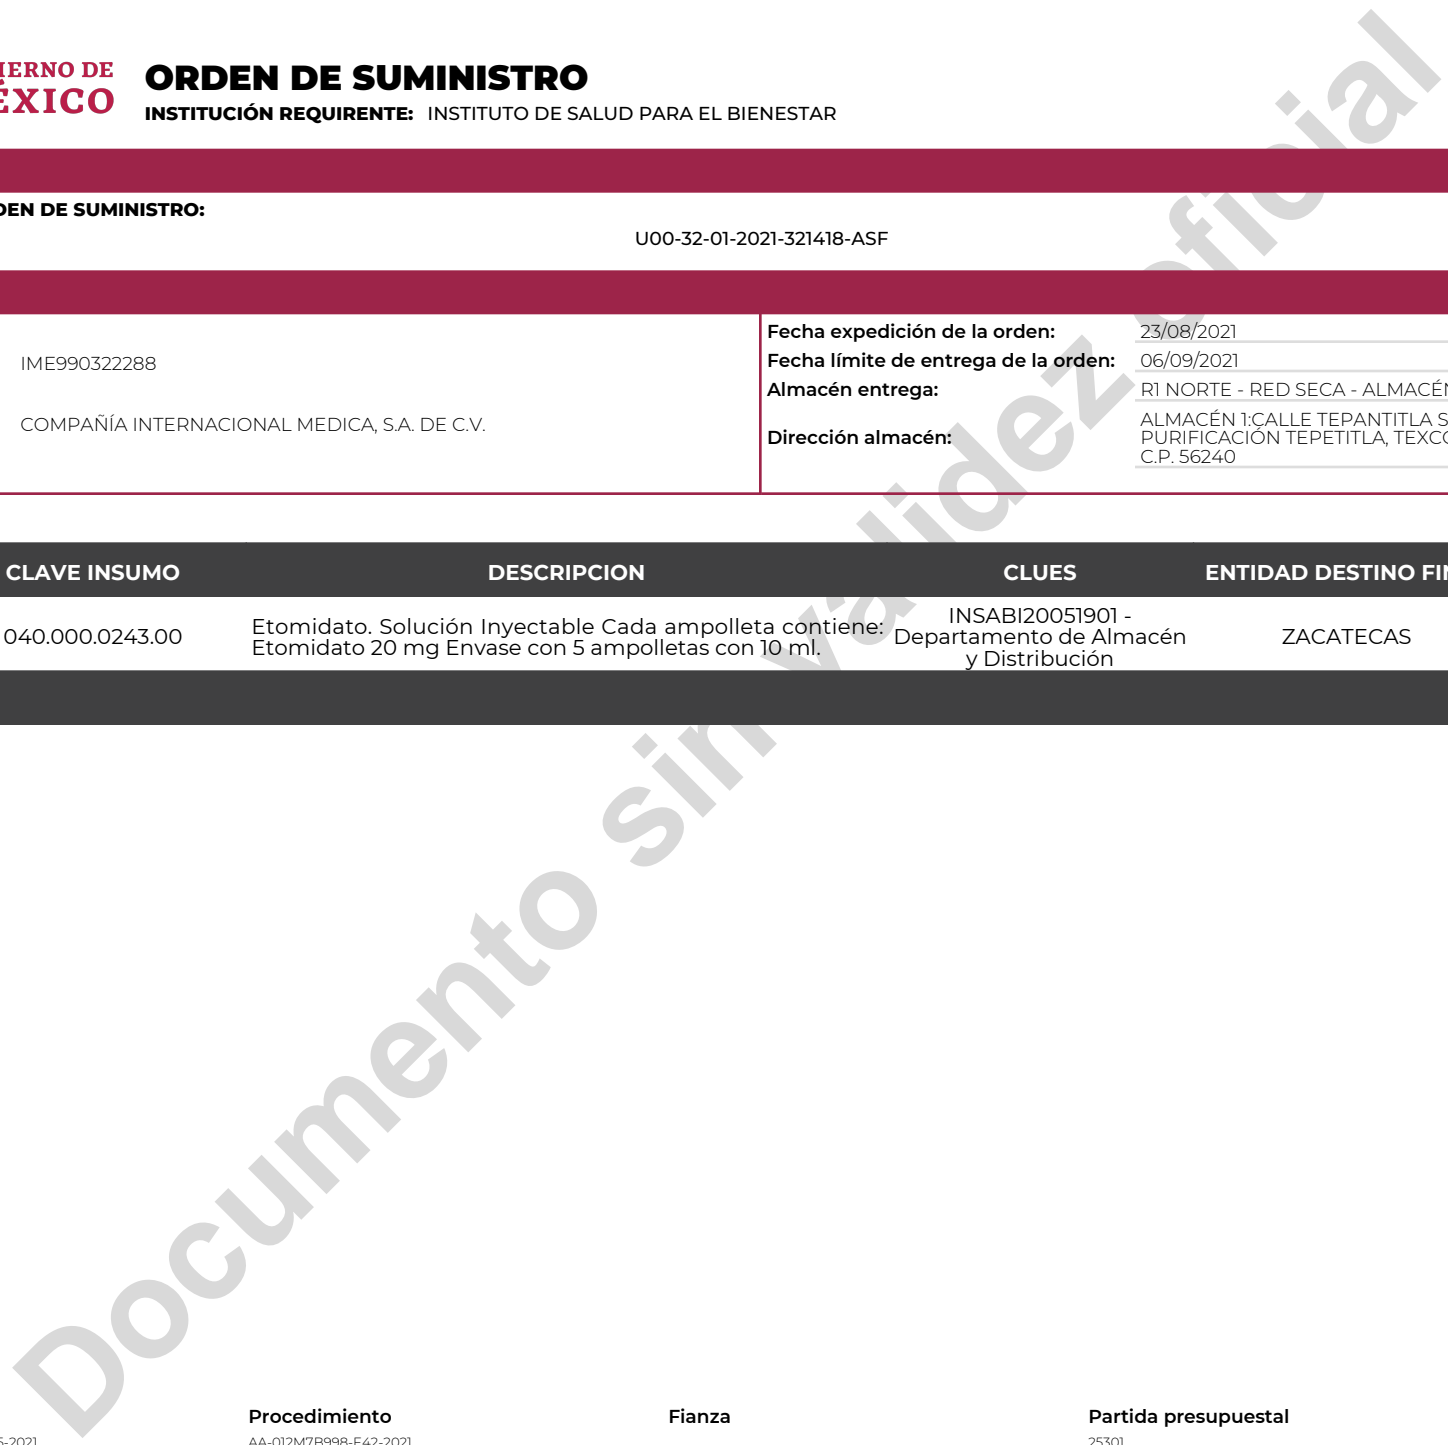 ORDEN DE SUMINISTRO
INSTITUCIÓN REQUIRENTE: INSTITUTO DE SALUD PARA EL BIENESTAR
DE
ÉXICO
DE SUMINISTRO:
U00-32-01-2021-321418-ASF
IME990322288
COMPAÑÍA INTERNACIONAL MEDICA, S.A. DE C.V.
Fecha expedición de la orden: 23/08/2021
Fecha límite de entrega de la orden: 06/09/2021
Almacén entrega: R1 NORTE - RED SECA - ALMACÉN
Dirección almacén:
ALMACÉN 1:CALLE TEPANTITLA S
PURIFICACIÓN TEPETITLA,
C.P. 56240
CLAVE INSUMO DESCRIPCION CLUES ENTIDAD DESTINO
040.000.0243.00
Etomidato. Solución Inyectable Cada ampolleta contiene:
Etomidato 20 mg Envase con 5 ampolletas con 10 ml.
INSABI20051901 -
Departamento de Almacén
y Distribución
ZACATECAS
Documento sin validez oficial
Procedimiento Fianza Partida presupuestal
AA-012M7B998-E42-2021 25301